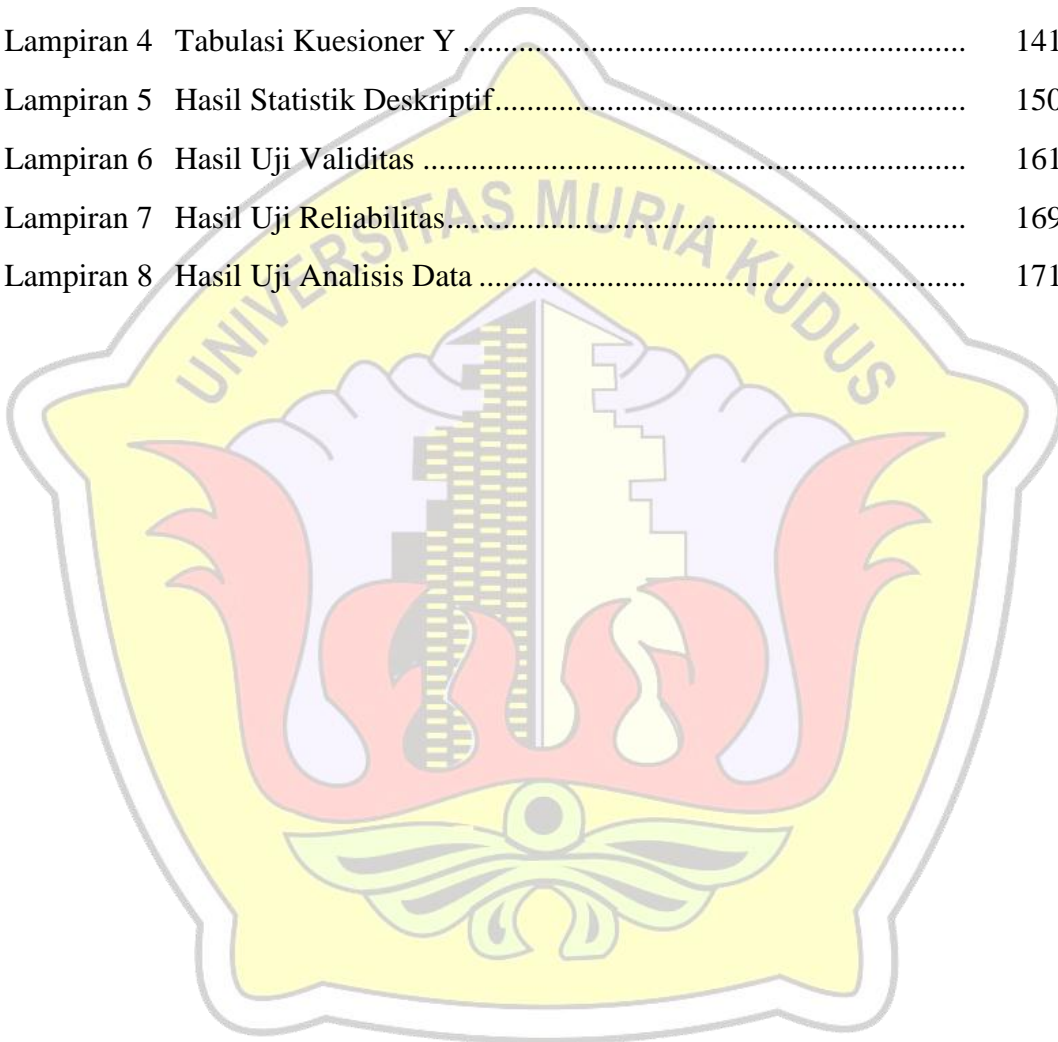 Lampiran 4 Tabulasi Kuesioner Y ............................................................... 141
Lampiran 5 Hasil Statistik Deskriptif........................................................... 150
Lampiran 6 Hasil Uji Validitas .................................................................... 161
Lampiran 7 Hasil Uji Reliabilitas................................................................. 169
Lampiran 8 Hasil Uji Analisis Data ............................................................. 171
UNIVERSITAS MURIA KUDUS